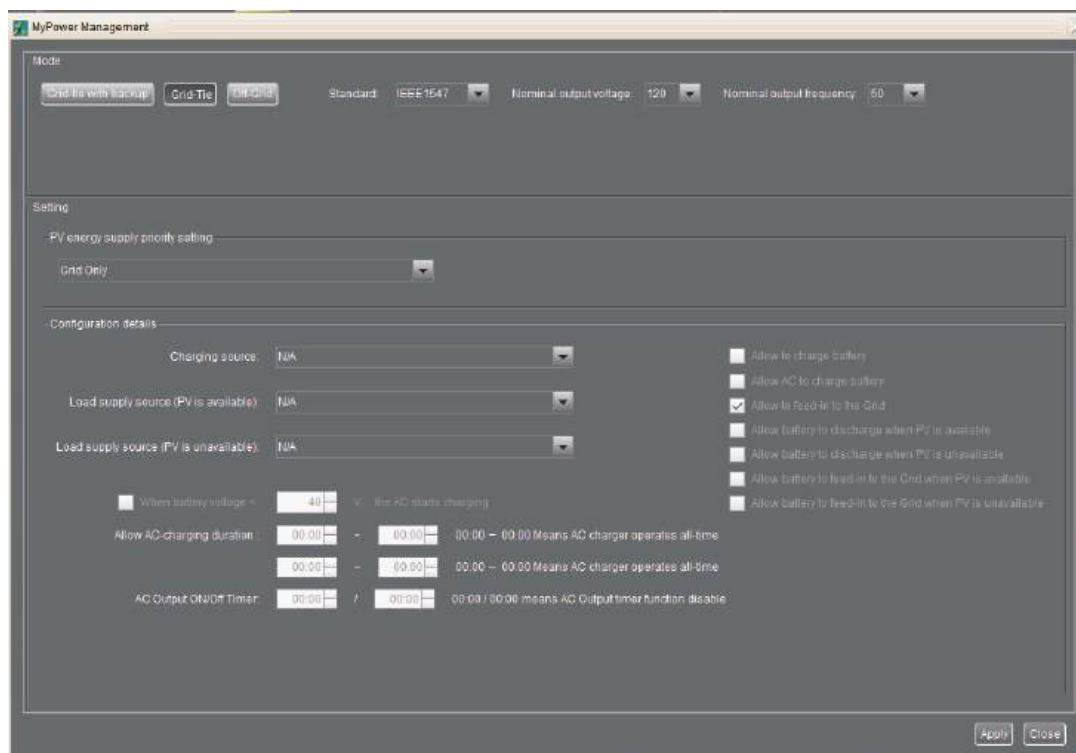 MyPower Management
Mode
Grid-tie with backup Grid-Tie Off-Grid Standard: IEEE1547 Nominal output voltage: 120 Nominal output frequency:
Setting
PV energy supply priority setting
Grid Only
Configuration details
Charging source: N/A
Load supply source (PV is available): N/A
Load supply source (PV is unavailable): N/A
Allow to charge battery
Allow AC to charge battery
Allow to feed-in to the Grid
Allow battery to discharge when PV is available
Allow battery to discharge when PV is unavailable
Allow battery to feed-in to the Grid when PV is available
Allow battery to feed-in to the Grid when PV is unavailable
When battery voltage < 40 V, the AC starts charging
Allow AC-charging duration: 00:00 ~ 00:00 00:00 ~ 00:00 Means AC charger operates all-time
00:00 ~ 00:00 00:00 ~ 00:00 Means AC charger operates all-time
AC Output ON/Off Timer: 00:00 / 00:00 00:00 / 00:00 means AC Output timer function disable
Apply Close